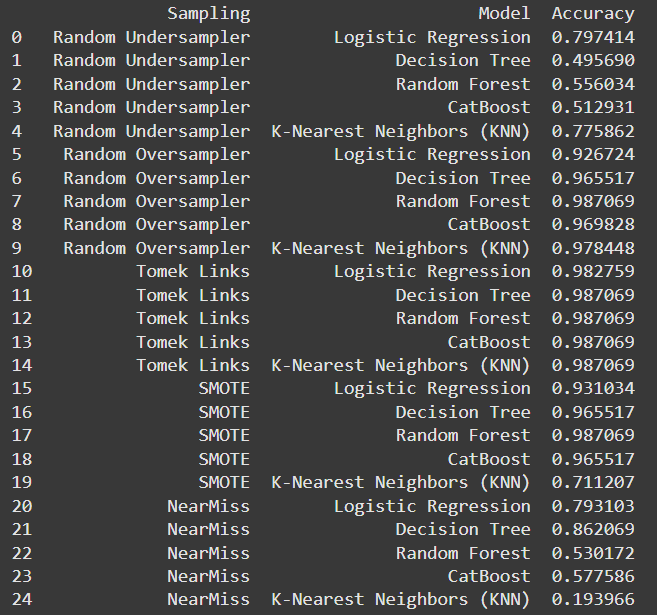 Sampling Model Accuracy
0 Random Undersampler Logistic Regression 0.797414
1 Random Undersampler Decision Tree 0.495690
2 Random Undersampler Random Forest 0.556034
3 Random Undersampler CatBoost 0.512931
4 Random Undersampler K-Nearest Neighbors (KNN) 0.775862
5 Random Oversampler Logistic Regression 0.926724
6 Random Oversampler Decision Tree 0.965517
7 Random Oversampler Random Forest 0.987069
8 Random Oversampler CatBoost 0.969828
9 Random Oversampler K-Nearest Neighbors (KNN) 0.978448
10 Tomek Links Logistic Regression 0.982759
11 Tomek Links Decision Tree 0.987069
12 Tomek Links Random Forest 0.987069
13 Tomek Links CatBoost 0.987069
14 Tomek Links K-Nearest Neighbors (KNN) 0.987069
15 SMOTE Logistic Regression 0.931034
16 SMOTE Decision Tree 0.965517
17 SMOTE Random Forest 0.987069
18 SMOTE CatBoost 0.965517
19 SMOTE K-Nearest Neighbors (KNN) 0.711207
20 NearMiss Logistic Regression 0.793103
21 NearMiss Decision Tree 0.862069
22 NearMiss Random Forest 0.530172
23 NearMiss CatBoost 0.577586
24 NearMiss K-Nearest Neighbors (KNN) 0.193966